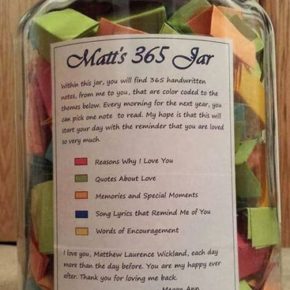 Matt's 365 Jar
Within this jar, you will find 365 handwritten
notes, from me to you, that are color coded to the
themes below. Every morning for the next year, you
can pick one note to read. My hope is that this will
start your day with the reminder that you are loved
so very much.
Reasons Why I Love You
Quotes About Love
Memories and Special Moments
Song Lyrics that Remind Me of You
Words of Encouragement
I love you, Matthew Laurence Wickland, each day
more than the day before. You are my happy ever
after. Thank you for loving me back.
Megan Ann